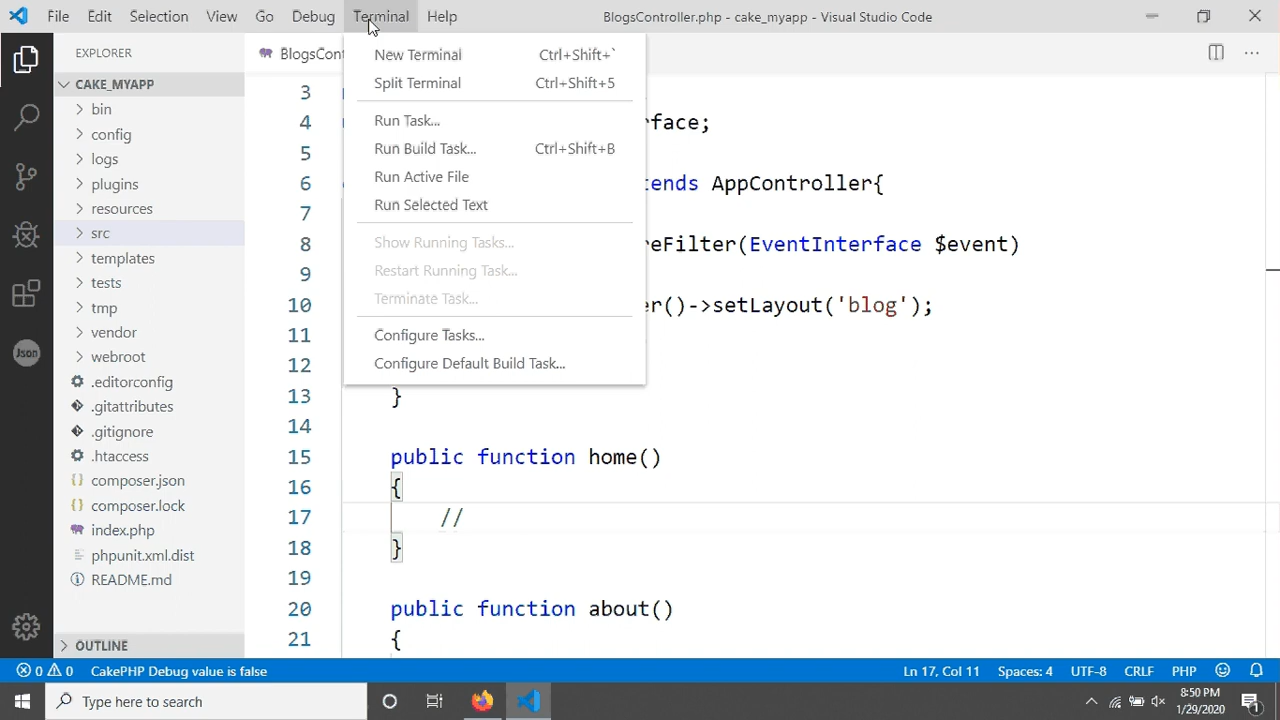 File Edit Selection View Go Debug Terminal Help BlogsController.php - cake_myapp - Visual Studio Code
EXPLORER
BlogsCont
CAKE_MYAPP
bin
config
logs
plugins
resources
src
templates
tests
tmp
vendor
webroot
.editorconfig
.gitattributes
.gitignore
.htaccess
composer.json
composer.lock
index.php
phpunit.xml.dist
README.md
OUTLINE
Json
New Terminal Ctrl+Shift+`
Split Terminal Ctrl+Shift+5
Run Task...
Run Build Task... Ctrl+Shift+B
Run Active File
Run Selected Text
Show Running Tasks...
Restart Running Task...
Terminate Task...
Configure Tasks...
Configure Default Build Task...
3
4 rface;
5
6 tends AppController{
7
8 reFilter(EventInterface $event)
9
10 er()->setLayout('blog');
11
12
13 }
14
15 public function home()
16 {
17 //
18 }
19
20 public function about()
21 {
0 0 CakePHP Debug value is false Ln 17, Col 11 Spaces: 4 UTF-8 CRLF PHP
Type here to search
8:50 PM
1/29/2020
1